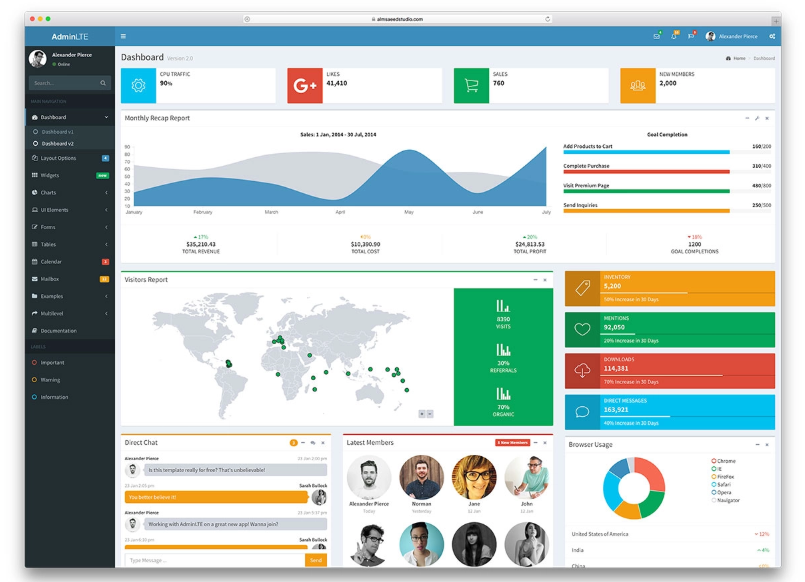 almsaeedstudio.com
AdminLTE
Alexander Pierce
Alexander Pierce
Online
Search...
MAIN NAVIGATION
Dashboard
Dashboard v1
Dashboard v2
Layout Options 4
Widgets new
Charts
UI Elements
Forms
Tables
Calendar 3
Mailbox 12
Examples
Multilevel
Documentation
LABELS
Important
Warning
Information
Dashboard Version 2.0
Home > Dashboard
CPU TRAFFIC
90%
G+
LIKES
41,410
SALES
760
NEW MEMBERS
2,000
Monthly Recap Report
Sales: 1 Jan, 2014 - 30 Jul, 2014
90
80
70
60
50
40
30
20
10
January February March April May June July
Goal Completion
Add Products to Cart 160/200
Complete Purchase 310/400
Visit Premium Page 480/800
Send Inquiries 250/500
17%
$35,210.43
TOTAL REVENUE
$10,390.90
TOTAL COST
20%
$24,813.53
TOTAL PROFIT
18%
1200
GOAL COMPLETIONS
Visitors Report
+ −
8390
VISITS
30%
REFERRALS
70%
ORGANIC
INVENTORY
5,200
50% Increase in 30 Days
MENTIONS
92,050
20% Increase in 30 Days
DOWNLOADS
114,381
70% Increase in 30 Days
DIRECT MESSAGES
163,921
40% Increase in 30 Days
Direct Chat 3
Alexander Pierce 23 Jan 2:00 pm
Is this template really for free? That's unbelievable!
23 Jan 2:05 pm Sarah Bullock
You better believe it!
Alexander Pierce 23 Jan 5:37 pm
Working with AdminLTE on a great new app! Wanna join?
Sarah Bullock
Type Message ... Send
Latest Members 8 New Members
Alexander Pierce
Today
Norman
Yesterday
Jane
12 Jan
John
12 Jan
Browser Usage
Chrome
IE
FireFox
Safari
Opera
Navigator
United States of America 12%
India 4%
China